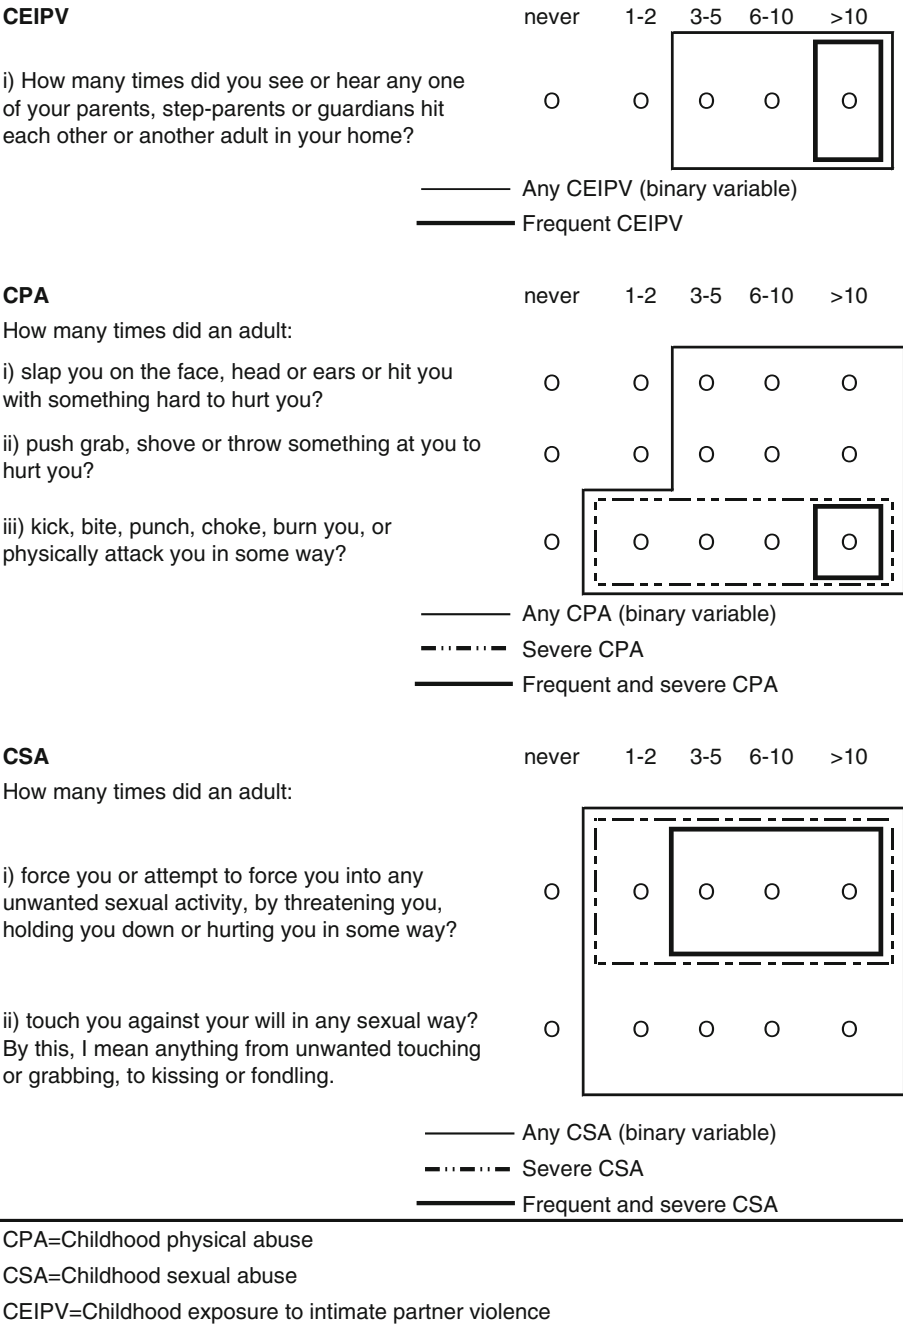 CEIPV never 1-2 3-5 6-10 >10
i) How many times did you see or hear any one
of your parents, step-parents or guardians hit
each other or another adult in your home?
O O O O O
Any CEIPV (binary variable)
Frequent CEIPV
CPA never 1-2 3-5 6-10 >10
How many times did an adult:
i) slap you on the face, head or ears or hit you
with something hard to hurt you?
O O O O O
ii) push grab, shove or throw something at you to
hurt you?
O O O O O
iii) kick, bite, punch, choke, burn you, or
physically attack you in some way?
O O O O O
Any CPA (binary variable)
Severe CPA
Frequent and severe CPA
CSA never 1-2 3-5 6-10 >10
How many times did an adult:
i) force you or attempt to force you into any
unwanted sexual activity, by threatening you,
holding you down or hurting you in some way?
O O O O O
ii) touch you against your will in any sexual way?
By this, I mean anything from unwanted touching
or grabbing, to kissing or fondling.
O O O O O
Any CSA (binary variable)
Severe CSA
Frequent and severe CSA
CPA=Childhood physical abuse
CSA=Childhood sexual abuse
CEIPV=Childhood exposure to intimate partner violence